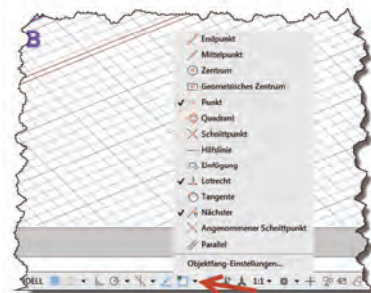 B
Endpunkt
Mittelpunkt
Zentrum
Geometrisches Zentrum
Punkt
Quadrant
Schnittpunkt
Hilfslinie
Einfügung
Lotrecht
Tangente
Nächster
Angenommener Schnittpunkt
Parallel
Objektfang-Einstellungen...
DELL 1:1